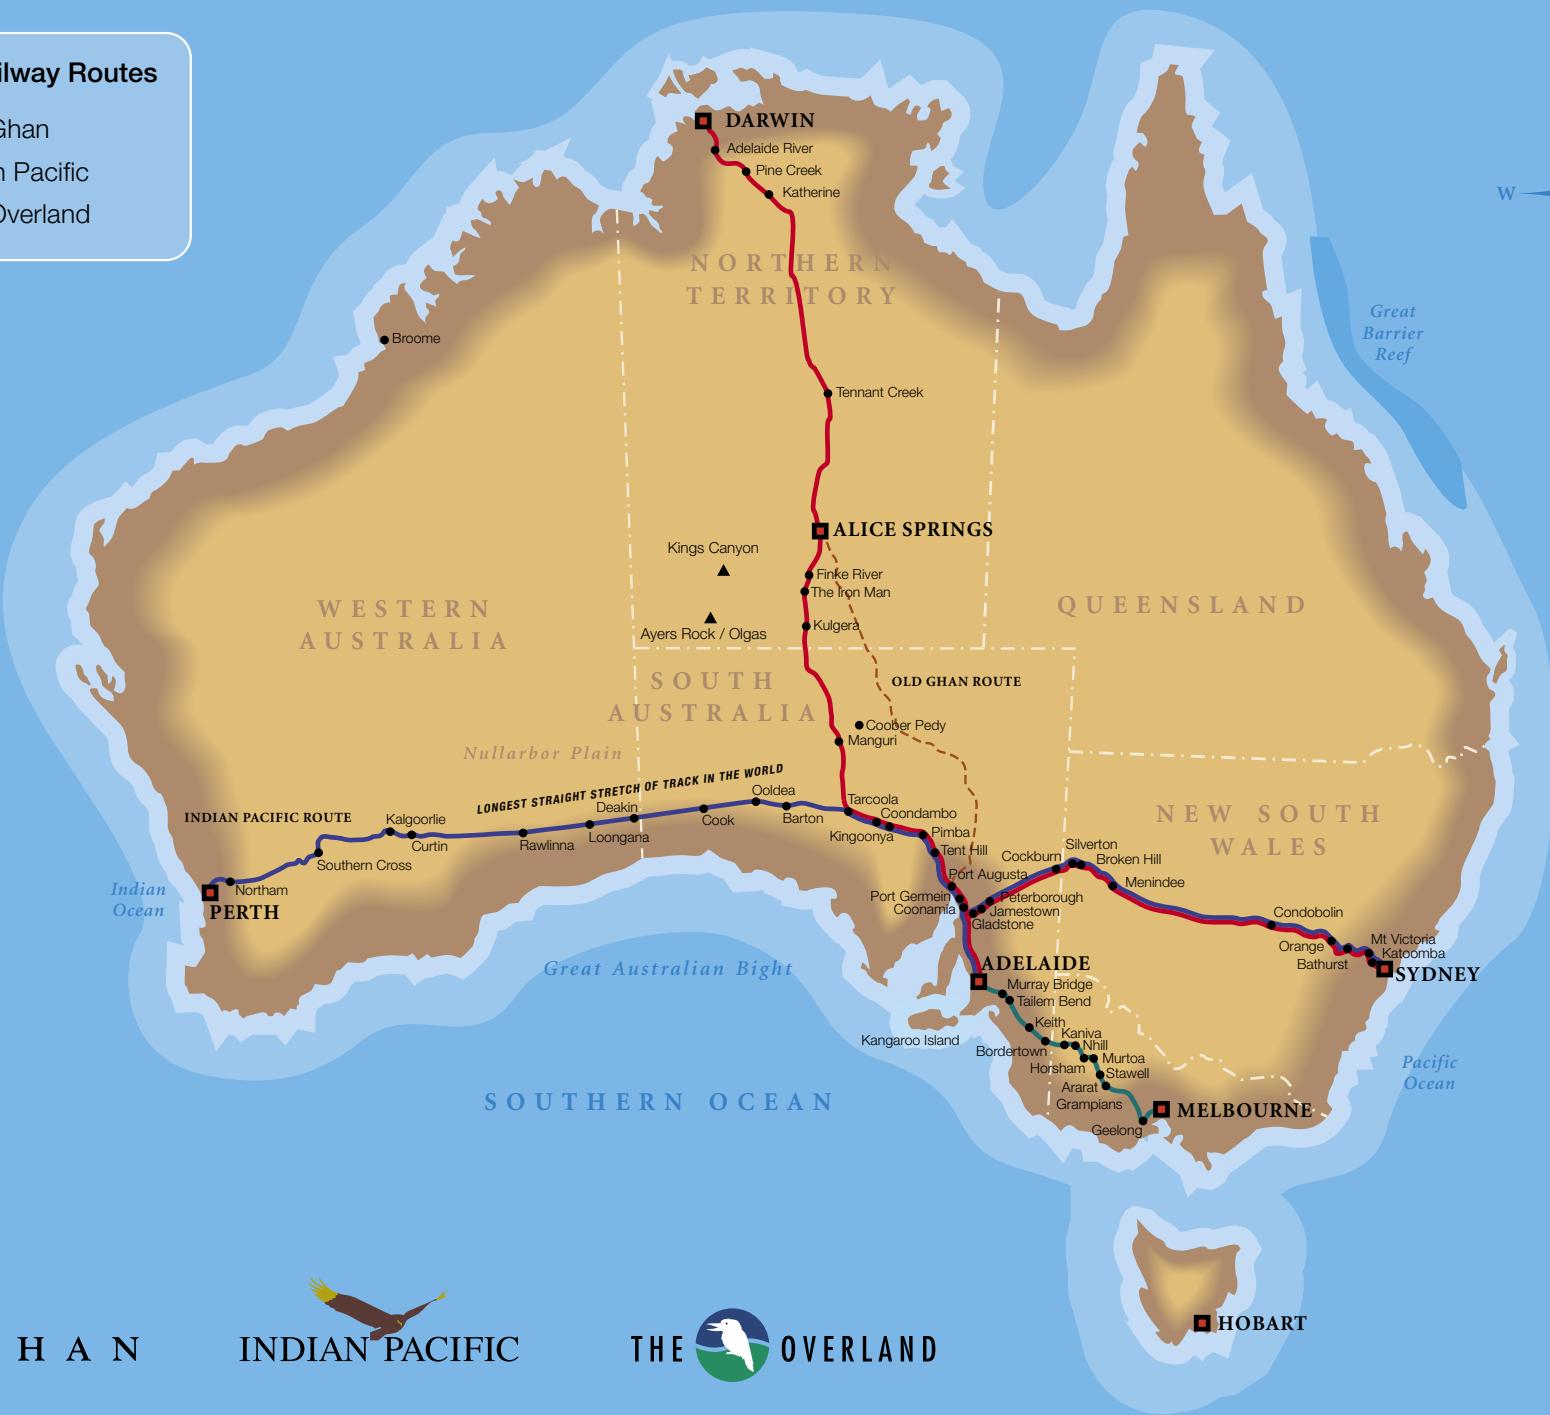 ilway Routes
Ghan
n Pacific
Overland
W
DARWIN
Adelaide River
Pine Creek
Katherine
NORTHERN
TERRITORY
Great
Barrier
Reef
Broome
Tennant Creek
ALICE SPRINGS
Kings Canyon
Finke River
The Iron Man
WESTERN
AUSTRALIA
QUEENSLAND
Kulgera
Ayers Rock / Olgas
SOUTH
AUSTRALIA
OLD GHAN ROUTE
Coober Pedy
Manguri
Nullarbor Plain
LONGEST STRAIGHT STRETCH OF TRACK IN THE WORLD
INDIAN PACIFIC ROUTE
Kalgoorlie
Curtin
Southern Cross
Northam
PERTH
Indian
Ocean
Rawlinna
Loongana
Deakin
Cook
Ooldea
Barton
Tarcoola
Coondambo
Kingoonya
Pimba
Tent Hill
Port Augusta
Port Germein
Coonamia
NEW SOUTH
WALES
Silverton
Cockburn
Broken Hill
Menindee
Peterborough
Jamestown
Gladstone
Condobolin
Orange
Bathurst
Mt Victoria
Katoomba
SYDNEY
Great Australian Bight
ADELAIDE
Murray Bridge
Tailem Bend
Keith
Kangaroo Island
Kaniva
Bordertown
Nhill
Horsham
Murtoa
Stawell
Ararat
Grampians
Geelong
MELBOURNE
Pacific
Ocean
SOUTHERN OCEAN
HOBART
HAN
INDIAN PACIFIC
THE OVERLAND